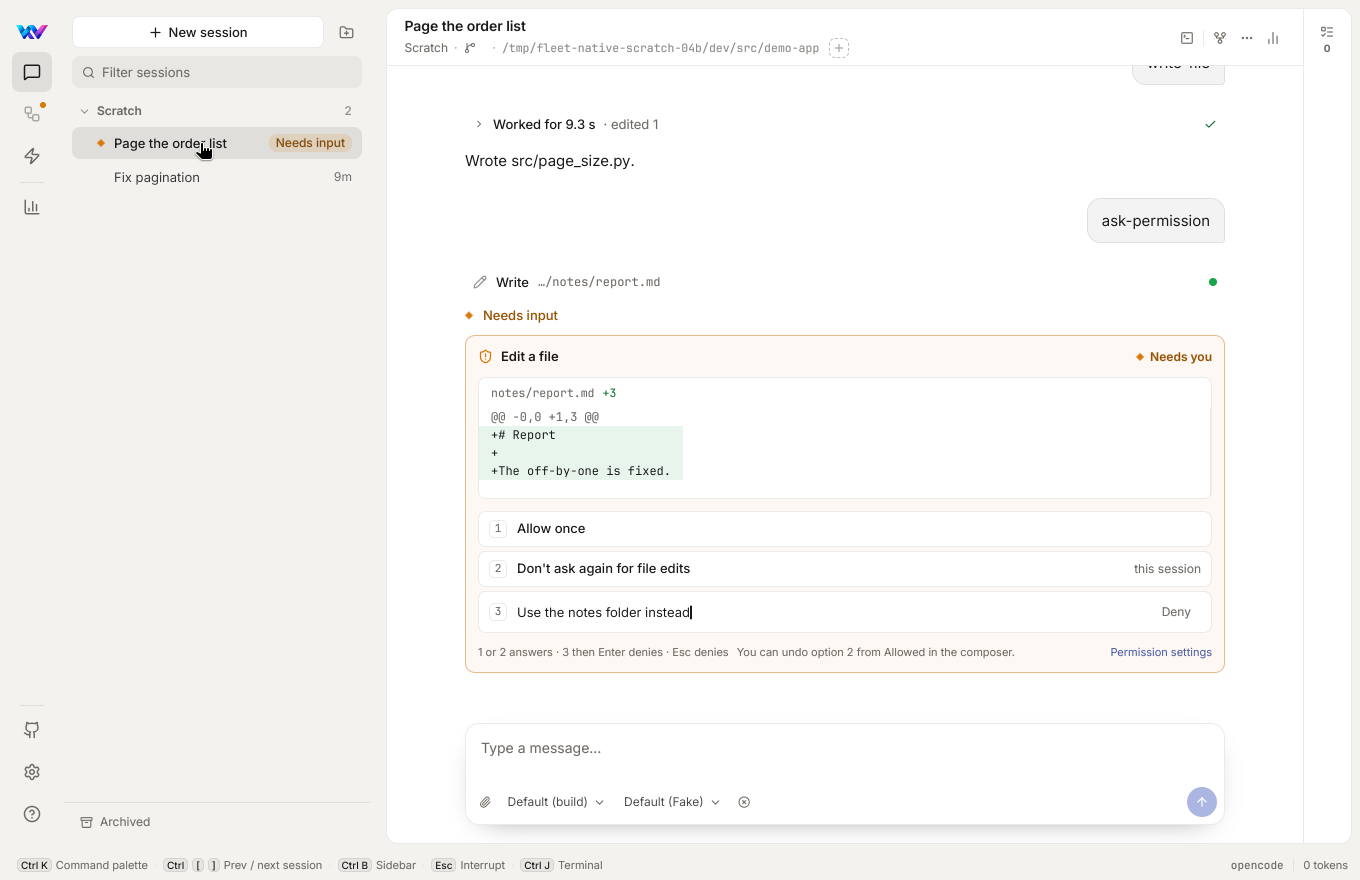 New session
Filter sessions
Scratch 2
Page the order list Needs input
Fix pagination 9m
Archived
Page the order list
Scratch · · /tmp/fleet-native-scratch-04b/dev/src/demo-app
0
write-file
Worked for 9.3 s · edited 1
Wrote src/page_size.py.
ask-permission
Write …/notes/report.md
Needs input
Edit a file Needs you
notes/report.md +3
@@ -0,0 +1,3 @@
+# Report
+
+The off-by-one is fixed.
1 Allow once
2 Don't ask again for file edits this session
3 Use the notes folder instead Deny
1 or 2 answers · 3 then Enter denies · Esc denies You can undo option 2 from Allowed in the composer. Permission settings
Type a message...
Default (build) Default (Fake)
Ctrl K Command palette Ctrl [ ] Prev / next session Ctrl B Sidebar Esc Interrupt Ctrl J Terminal opencode 0 tokens